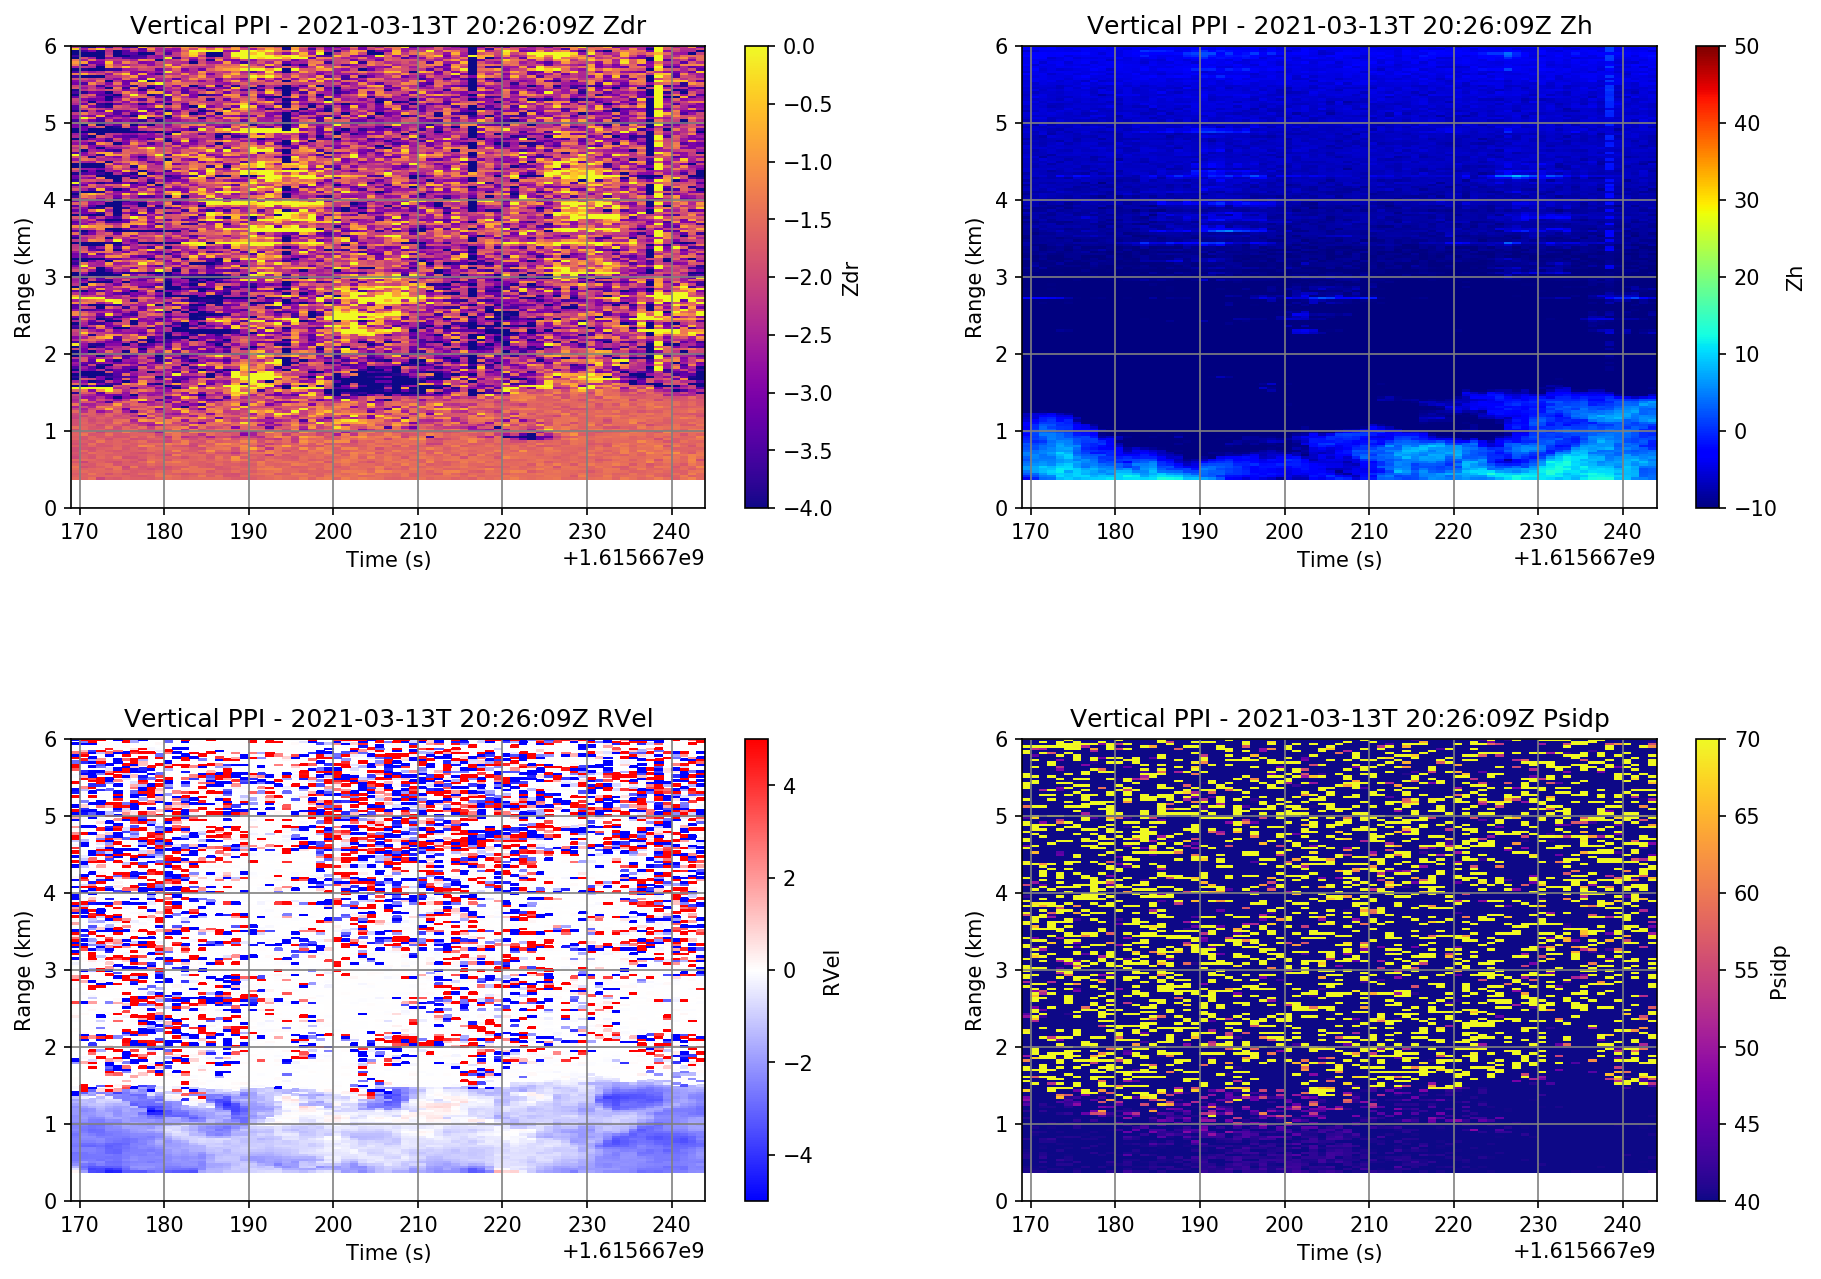 Vertical PPI - 2021-03-13T 20:26:09Z Zdr
6
5
4
3
2
1
0
Range (km)
170 180 190 200 210 220 230 240
Time (s)
+1.615667e9
0.0
−0.5
−1.0
−1.5
−2.0
−2.5
−3.0
−3.5
−4.0
Zdr
Vertical PPI - 2021-03-13T 20:26:09Z Zh
6
5
4
3
2
1
0
Range (km)
170 180 190 200 210 220 230 240
Time (s)
+1.615667e9
50
40
30
20
10
0
−10
Zh
Vertical PPI - 2021-03-13T 20:26:09Z RVel
6
5
4
3
2
1
0
Range (km)
170 180 190 200 210 220 230 240
Time (s)
+1.615667e9
4
2
0
−2
−4
RVel
Vertical PPI - 2021-03-13T 20:26:09Z Psidp
6
5
4
3
2
1
0
Range (km)
170 180 190 200 210 220 230 240
Time (s)
+1.615667e9
70
65
60
55
50
45
40
Psidp